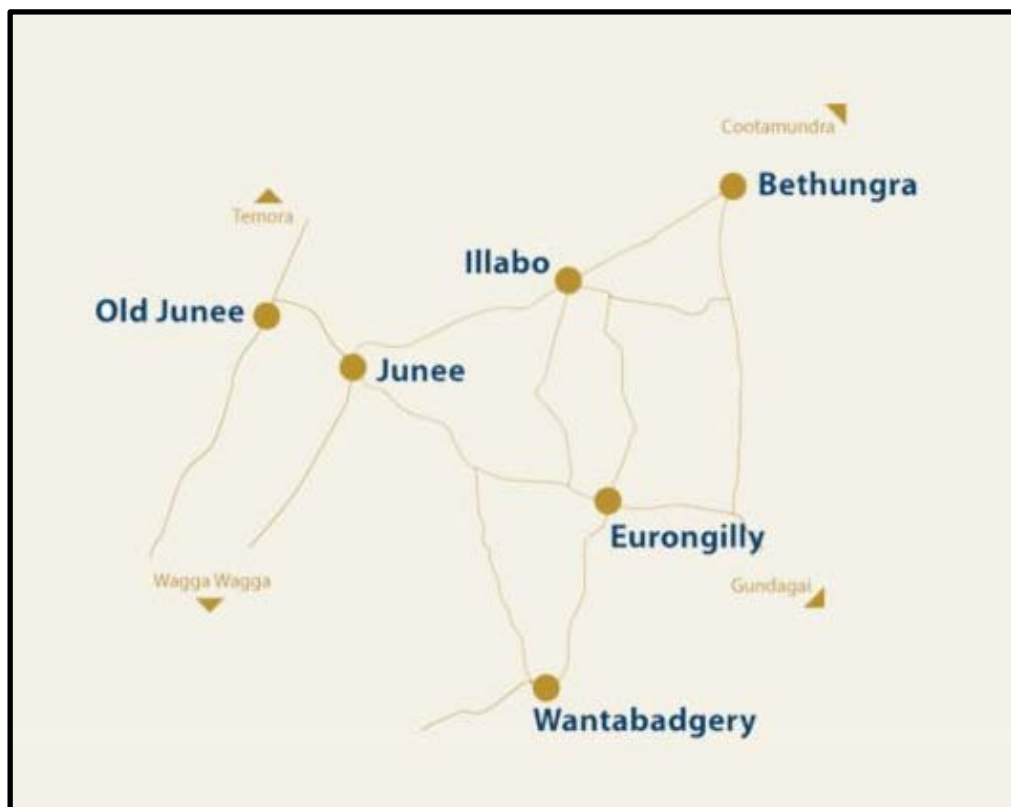 Cootamundra
Bethungra
Temora
Illabo
Old Junee
Junee
Eurongilly
Wagga Wagga
Gundagai
Wantabadgery